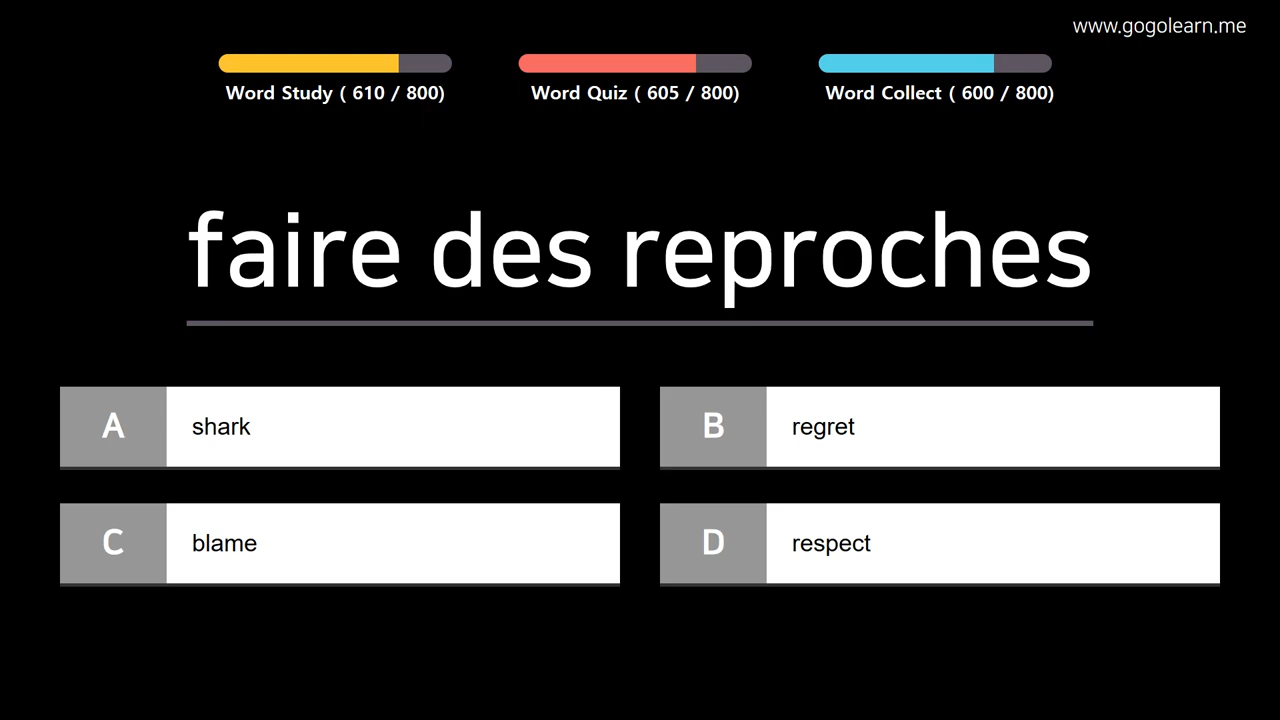 www.gogolearn.me
Word Study ( 610 / 800)
Word Quiz ( 605 / 800)
Word Collect ( 600 / 800)
faire des reproches
A shark
B regret
C blame
D respect